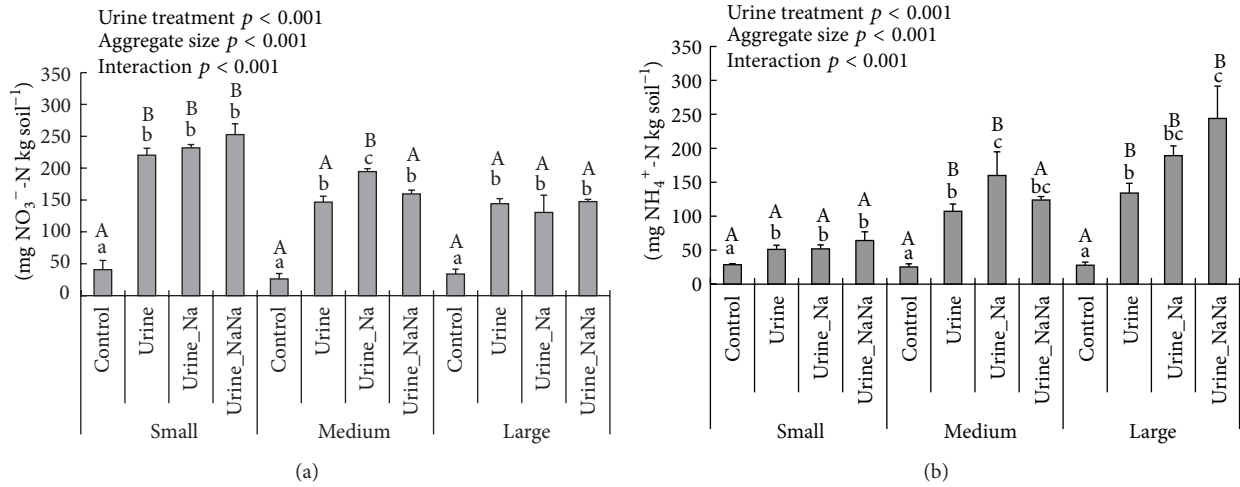 Urine treatment p < 0.001
Aggregate size p < 0.001
Interaction p < 0.001
(mg NO₃⁻-N kg soil⁻¹)
350
300
250
200
150
100
50
0
A
a
B
b
B
b
B
b
A
a
A
b
B
c
A
b
A
a
A
b
A
b
A
b
Control
Urine
Urine_Na
Urine_NaNa
Control
Urine
Urine_Na
Urine_NaNa
Control
Urine
Urine_Na
Urine_NaNa
Small
Medium
Large
(a)
Urine treatment p < 0.001
Aggregate size p < 0.001
Interaction p < 0.001
(mg NH₄⁺-N kg soil⁻¹)
350
300
250
200
150
100
50
0
A
a
A
b
A
b
A
b
A
a
B
b
B
c
A
bc
A
a
B
b
B
bc
B
c
Control
Urine
Urine_Na
Urine_NaNa
Control
Urine
Urine_Na
Urine_NaNa
Control
Urine
Urine_Na
Urine_NaNa
Small
Medium
Large
(b)